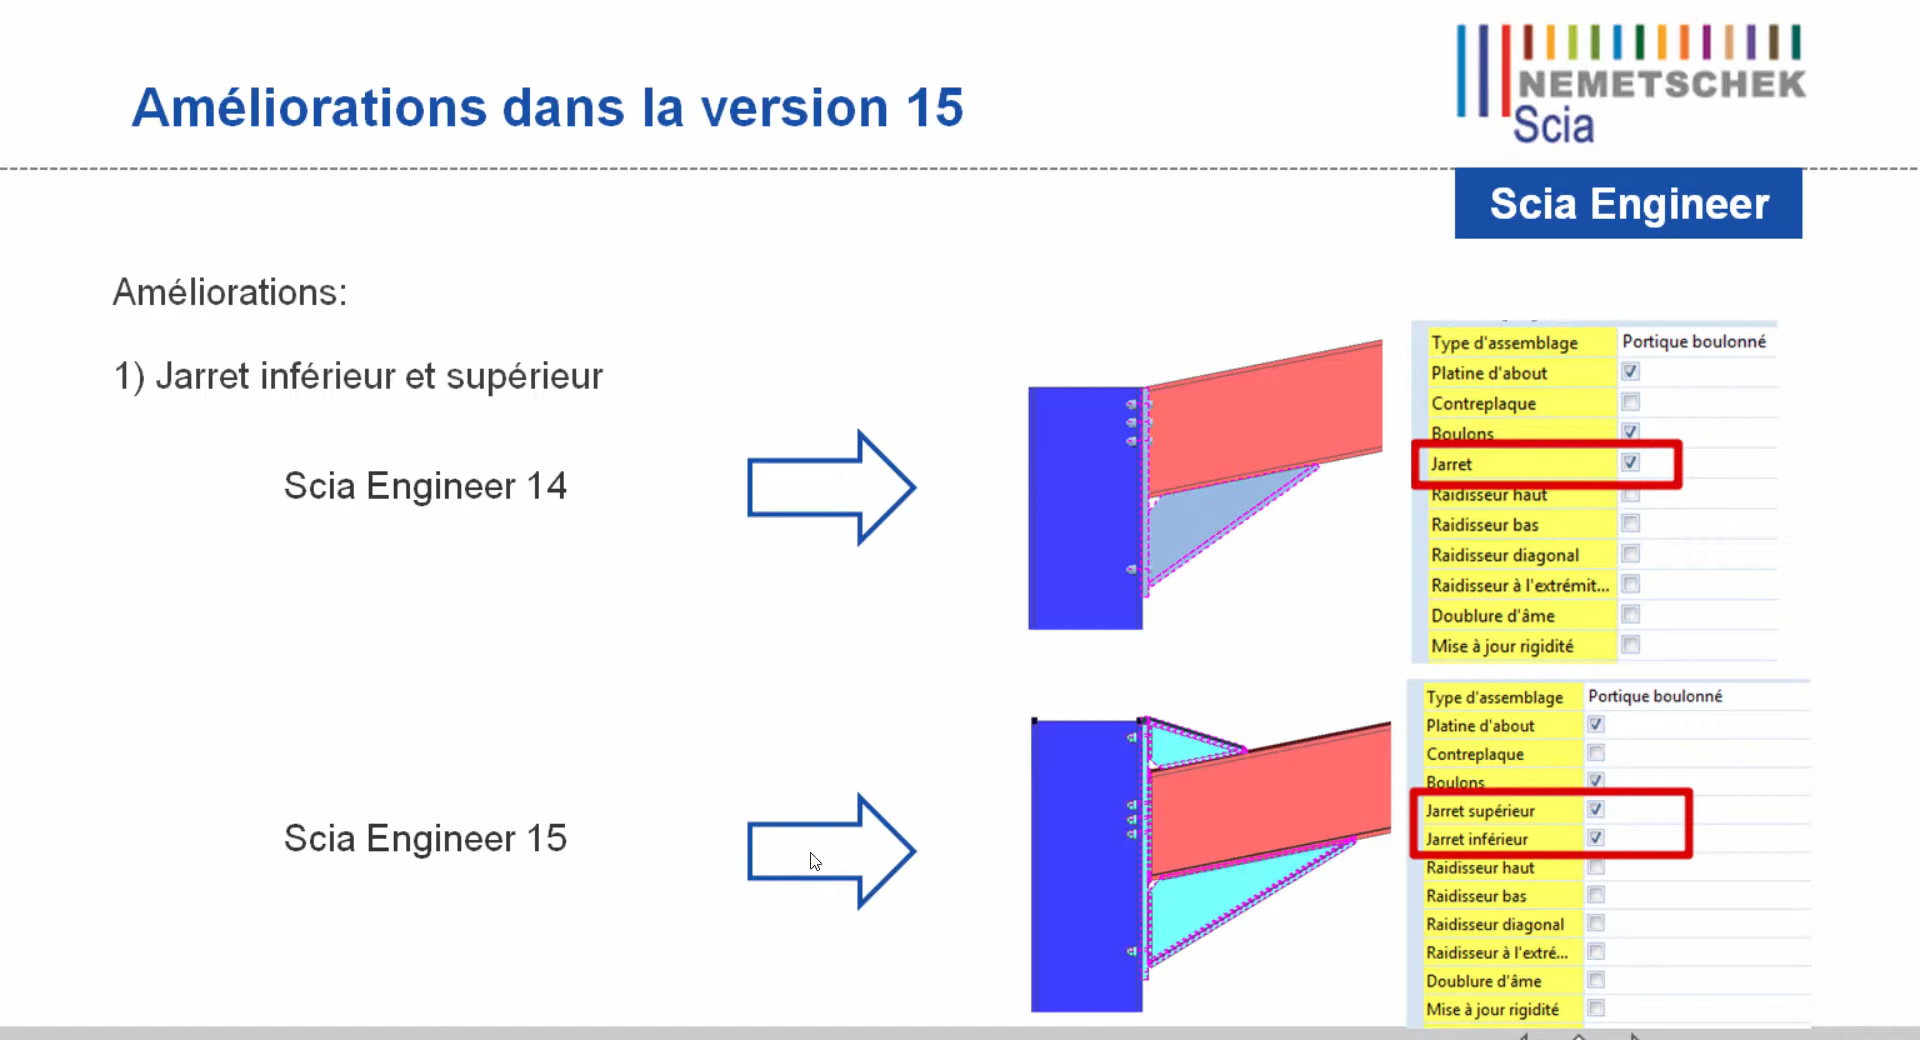 Améliorations dans la version 15
NEMETSCHEK
Scia
Scia Engineer
Améliorations:
1) Jarret inférieur et supérieur
Scia Engineer 14
Type d'assemblage Portique boulonné
Platine d'about
Contreplaque
Boulons
Jarret
Raidisseur haut
Raidisseur bas
Raidisseur diagonal
Raidisseur à l'extrémit...
Doublure d'âme
Mise à jour rigidité
Scia Engineer 15
Type d'assemblage Portique boulonné
Platine d'about
Contreplaque
Boulons
Jarret supérieur
Jarret inférieur
Raidisseur haut
Raidisseur bas
Raidisseur diagonal
Raidisseur à l'extré...
Doublure d'âme
Mise à jour rigidité